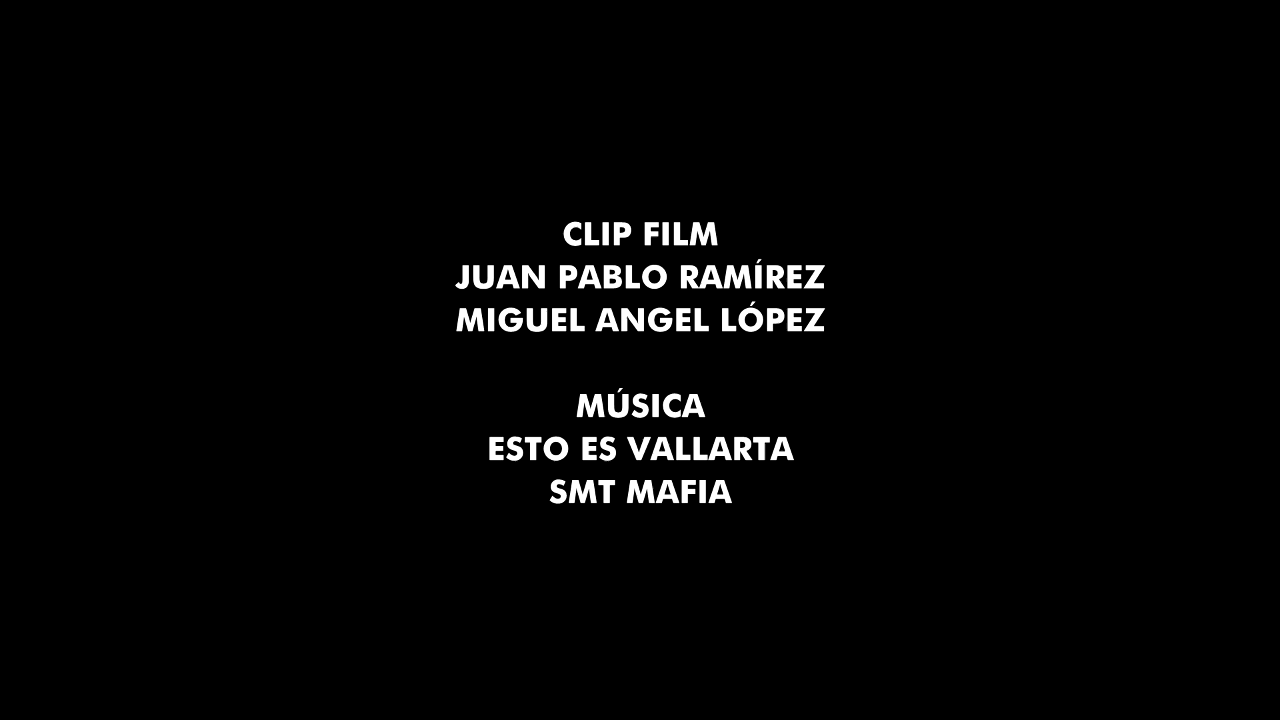 CLIP FILM
JUAN PABLO RAMÍREZ
MIGUEL ANGEL LÓPEZ
MÚSICA
ESTO ES VALLARTA
SMT MAFIA